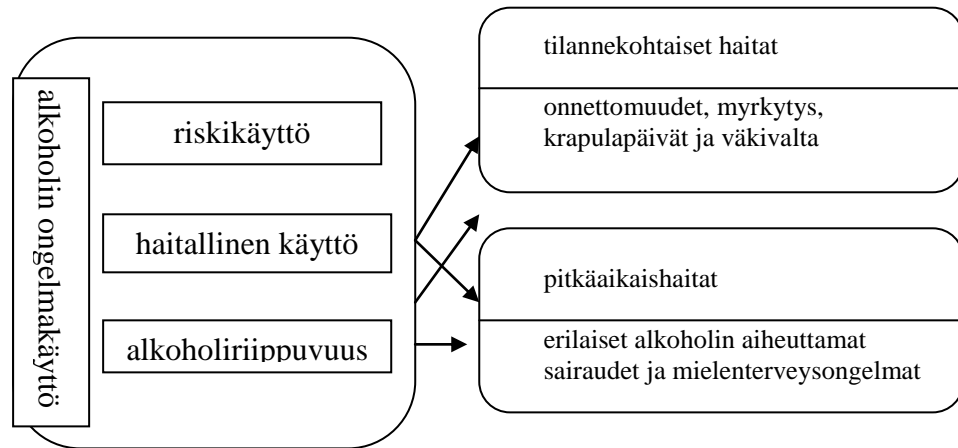 alkoholin ongelmakäyttö
riskikäyttö
haitallinen käyttö
alkoholiriippuvuus
tilannekohtaiset haitat
onnettomuudet, myrkytys,
krapulapäivät ja väkivalta
pitkäaikaishaitat
erilaiset alkoholin aiheuttamat
sairaudet ja mielenterveysongelmat